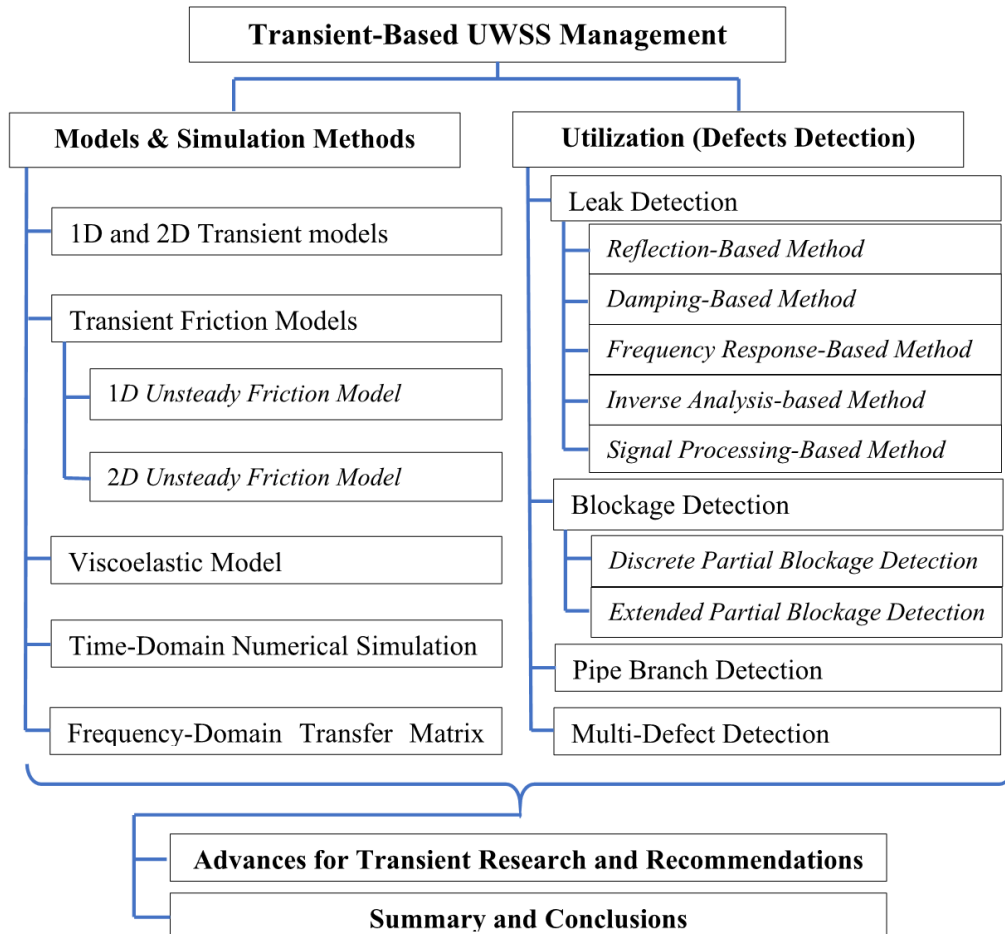 Transient-Based UWSS Management
Models & Simulation Methods
1D and 2D Transient models
Transient Friction Models
1D Unsteady Friction Model
2D Unsteady Friction Model
Viscoelastic Model
Time-Domain Numerical Simulation
Frequency-Domain Transfer Matrix
Utilization (Defects Detection)
Leak Detection
Reflection-Based Method
Damping-Based Method
Frequency Response-Based Method
Inverse Analysis-based Method
Signal Processing-Based Method
Blockage Detection
Discrete Partial Blockage Detection
Extended Partial Blockage Detection
Pipe Branch Detection
Multi-Defect Detection
Advances for Transient Research and Recommendations
Summary and Conclusions